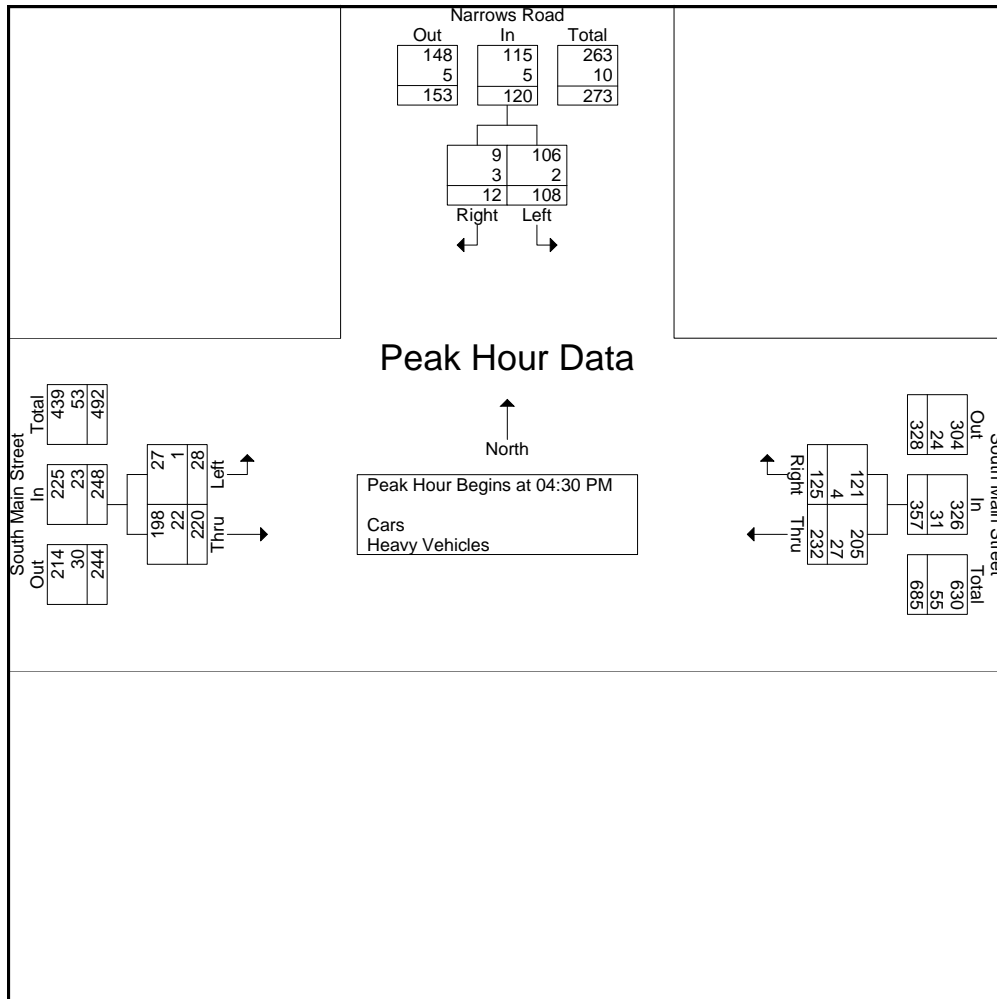 Narrows Road
Out In Total
148 115 263
5 5 10
153 120 273
9 106
3 2
12 108
Right Left
Peak Hour Data
North
Peak Hour Begins at 04:30 PM
Cars
Heavy Vehicles
South Main Street
Out In Total
214 225 439
30 23 53
244 248 492
198 27
22 1
220 28
Thru Left
South Main Street
Out In Total
304 326 630
24 31 55
328 357 685
121 205
4 27
125 232
Right Thru